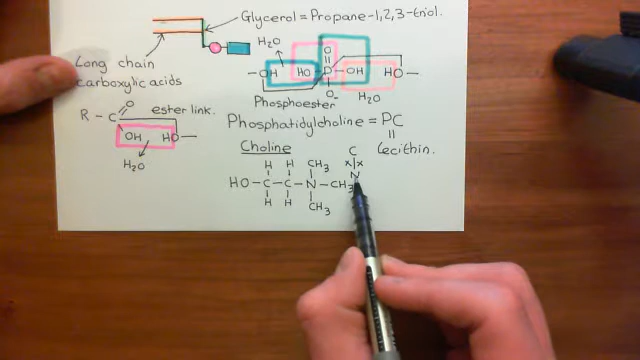 Glycerol = Propane-1,2,3-triol.
H₂O
Long chain
carboxylic acids
O
-OH HO-P-OH HO-
O-
H₂O
Phosphoester
R-C
O
ester link.
OH HO-
H₂O
Phosphatidylcholine = PC
Lecithin.
Choline
H H CH₃
HO-C-C-N-CH₃
H H CH₃
C
x x
N